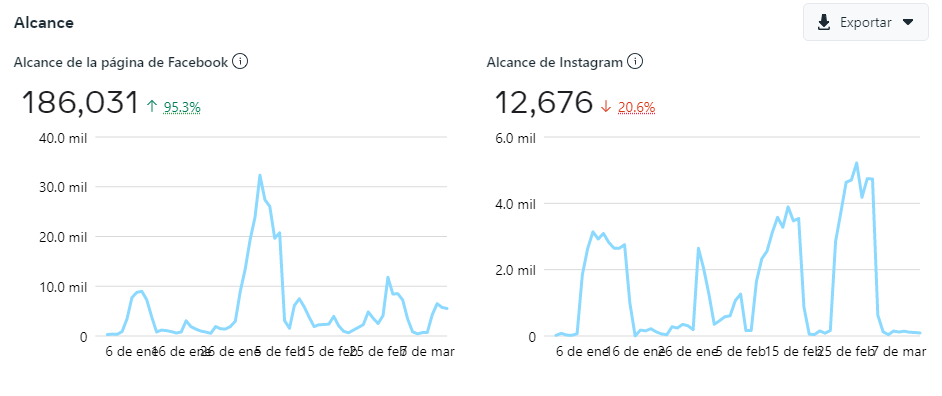 Alcance
Exportar
Alcance de la página de Facebook
186,031 ↑ 95.3%
40.0 mil
30.0 mil
20.0 mil
10.0 mil
0
6 de ene 16 de ene 26 de ene 5 de feb 15 de feb 25 de feb 7 de mar
Alcance de Instagram
12,676 ↓ 20.6%
6.0 mil
4.0 mil
2.0 mil
0
6 de ene 16 de ene 26 de ene 5 de feb 15 de feb 25 de feb 7 de mar